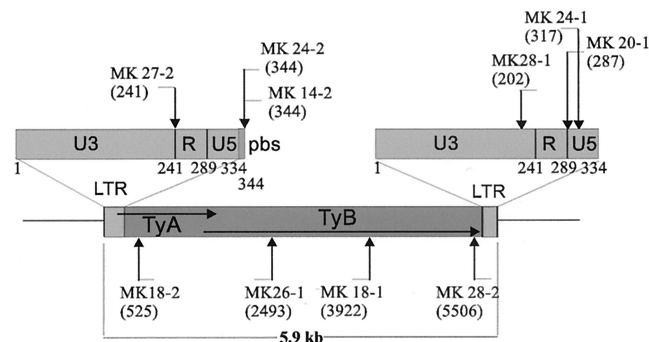 MK 24-2
(344)
MK 27-2
(241)
MK 14-2
(344)
MK 24-1
(317)
MK 20-1
(287)
MK28-1
(202)
U3 R U5 pbs
1 241 289 334
344
U3 R U5
1 241 289 334
LTR
LTR
TyA
TyB
MK18-2
(525)
MK26-1
(2493)
MK 18-1
(3922)
MK 28-2
(5506)
5.9 kb